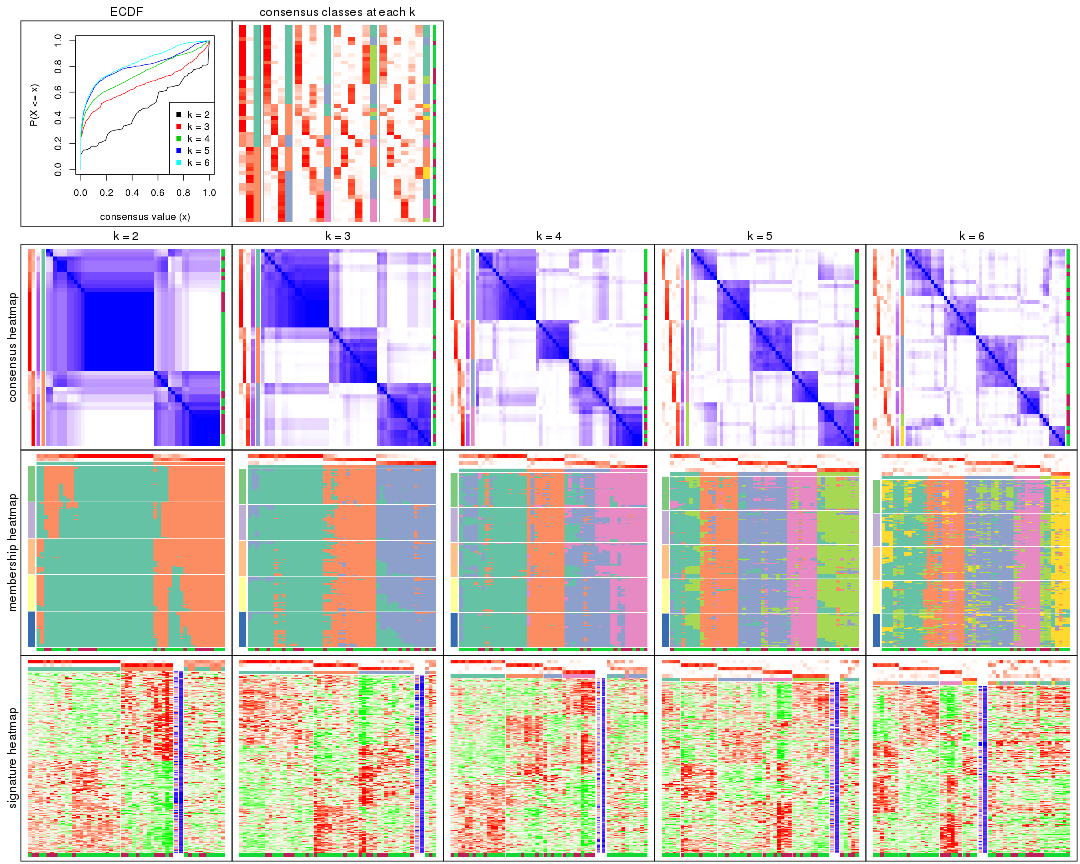 ECDF
consensus classes at each k
P(X <= x)
0.0 0.2 0.4 0.6 0.8 1.0
k = 2
k = 3
k = 4
k = 5
k = 6
0.0 0.2 0.4 0.6 0.8 1.0
consensus value (x)
k = 2
k = 3
k = 4
k = 5
k = 6
consensus heatmap
membership heatmap
signature heatmap